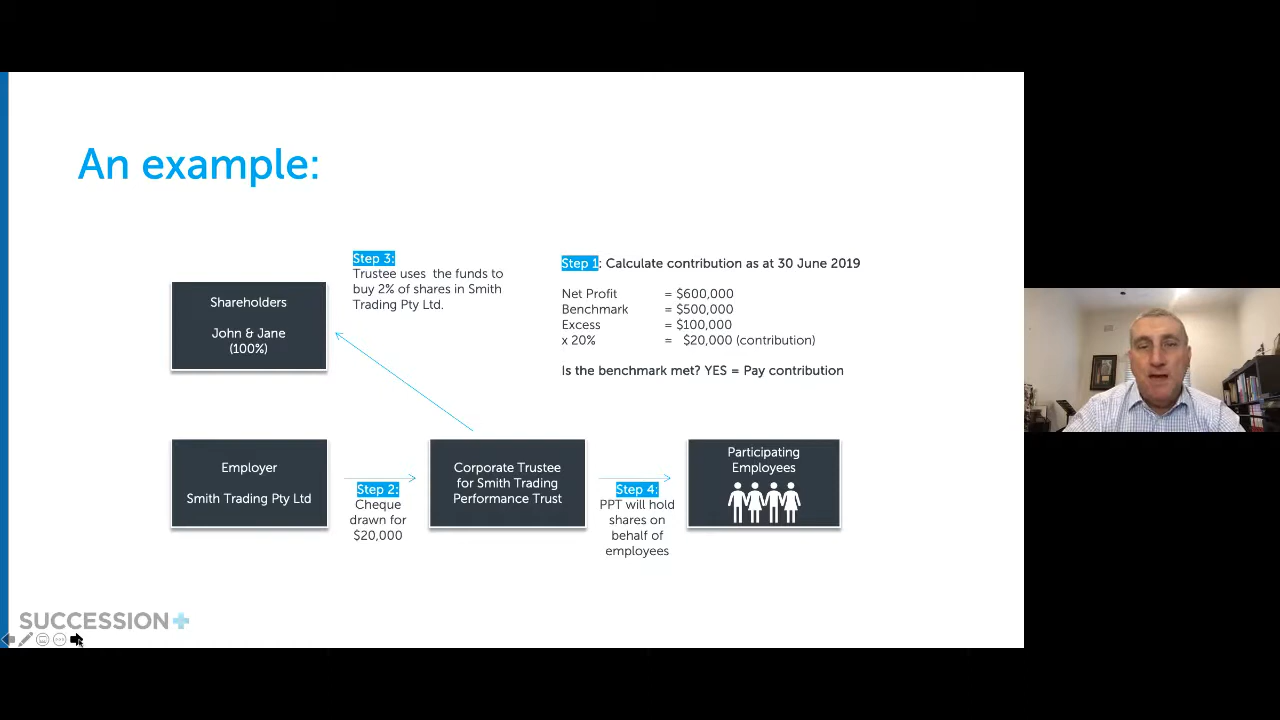 An example:
Step 3:
Trustee uses the funds to
buy 2% of shares in Smith
Trading Pty Ltd.
Step 1: Calculate contribution as at 30 June 2019
Net Profit = $600,000
Benchmark = $500,000
Excess = $100,000
x 20% = $20,000 (contribution)
Is the benchmark met? YES = Pay contribution
Shareholders
John & Jane
(100%)
Employer
Smith Trading Pty Ltd
Step 2:
Cheque
drawn for
$20,000
Corporate Trustee
for Smith Trading
Performance Trust
Step 4:
PPT will hold
shares on
behalf of
employees
Participating
Employees
SUCCESSION+